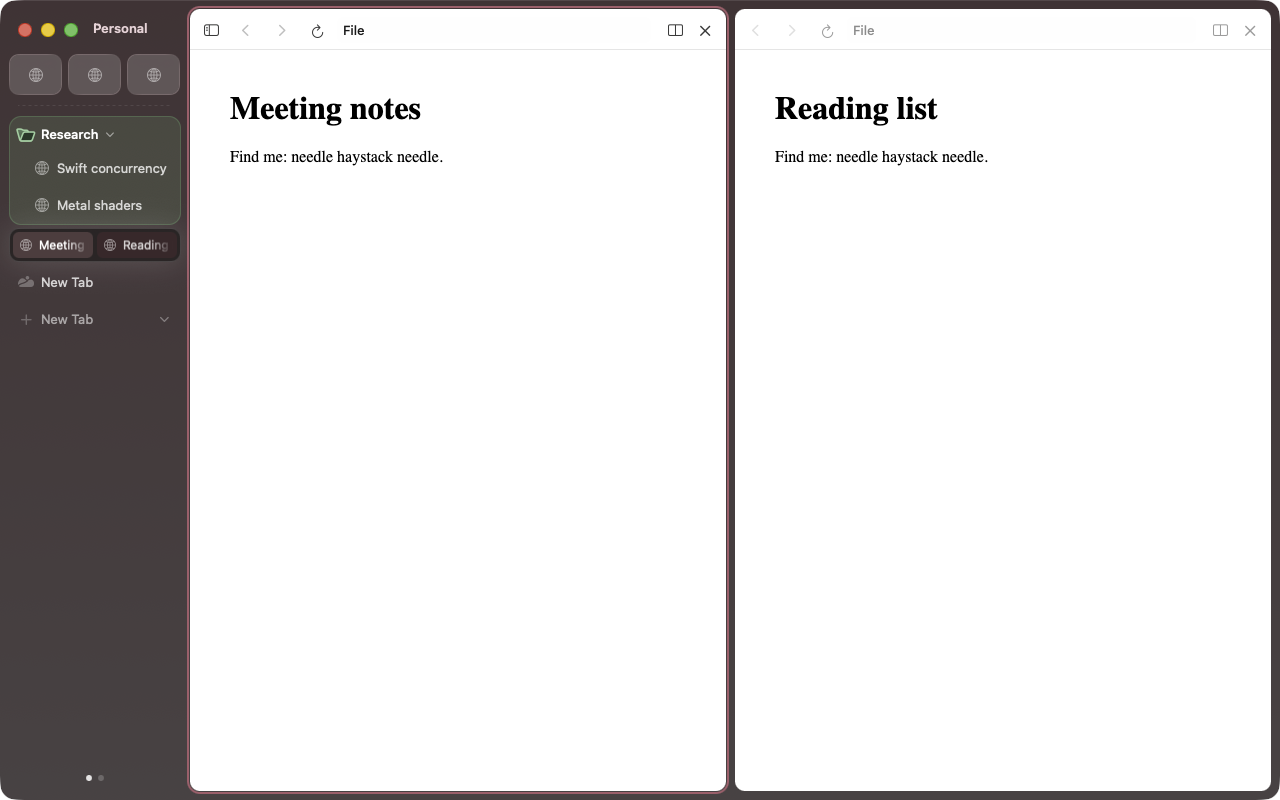 Personal
Research
Swift concurrency
Metal shaders
Meeting
Reading
New Tab
New Tab
File
Meeting notes
Find me: needle haystack needle.
File
Reading list
Find me: needle haystack needle.